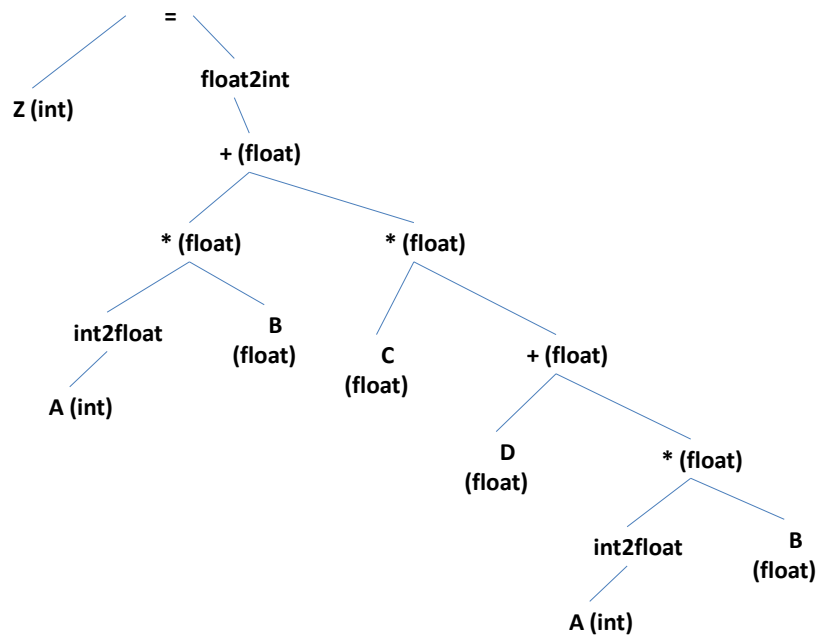 =
float2int
Z (int)
+ (float)
* (float)
* (float)
int2float
B
(float)
C
(float)
+ (float)
A (int)
D
(float)
* (float)
int2float
B
(float)
A (int)